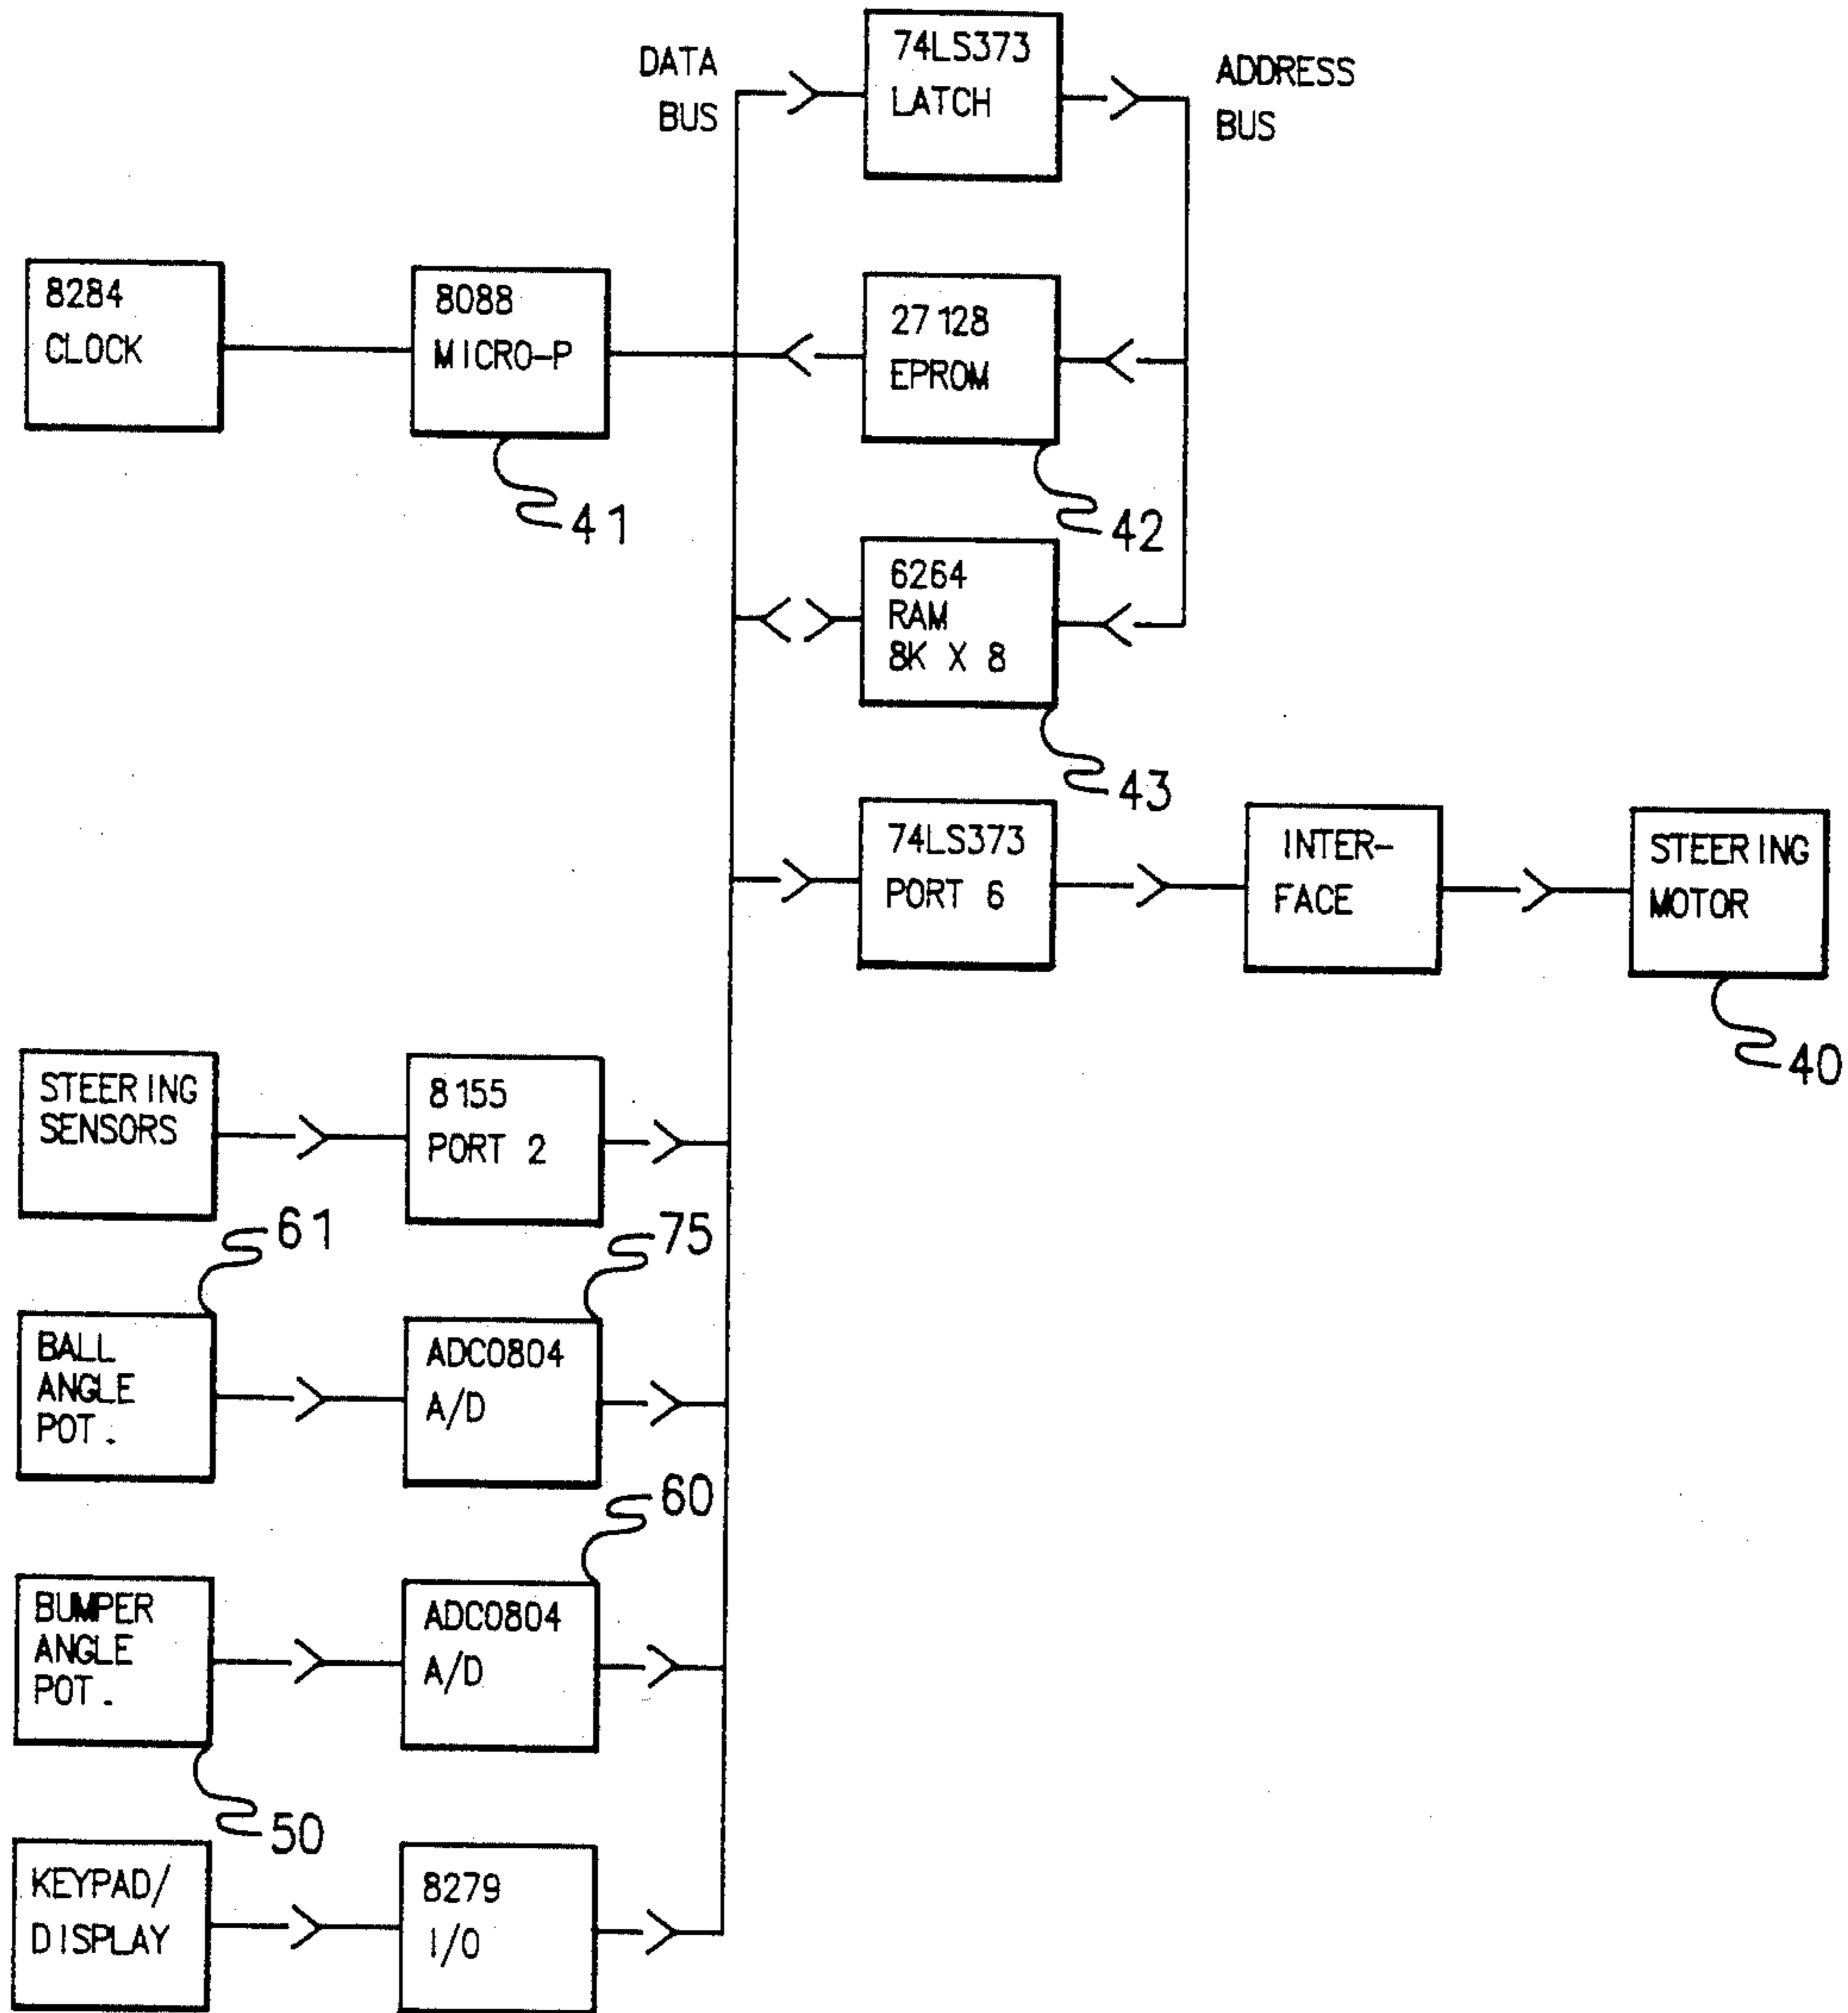 DATA
BUS
74LS373
LATCH
ADDRESS
BUS
8284
CLOCK
8088
MICRO-P
41
27128
EPROM
42
6264
RAM
8K X 8
43
74LS373
PORT 6
INTER-
FACE
STEERING
MOTOR
40
STEERING
SENSORS
8155
PORT 2
61
75
BALL
ANGLE
POT.
ADC0804
A/D
60
BUMPER
ANGLE
POT.
ADC0804
A/D
50
KEYPAD/
DISPLAY
8279
I/O